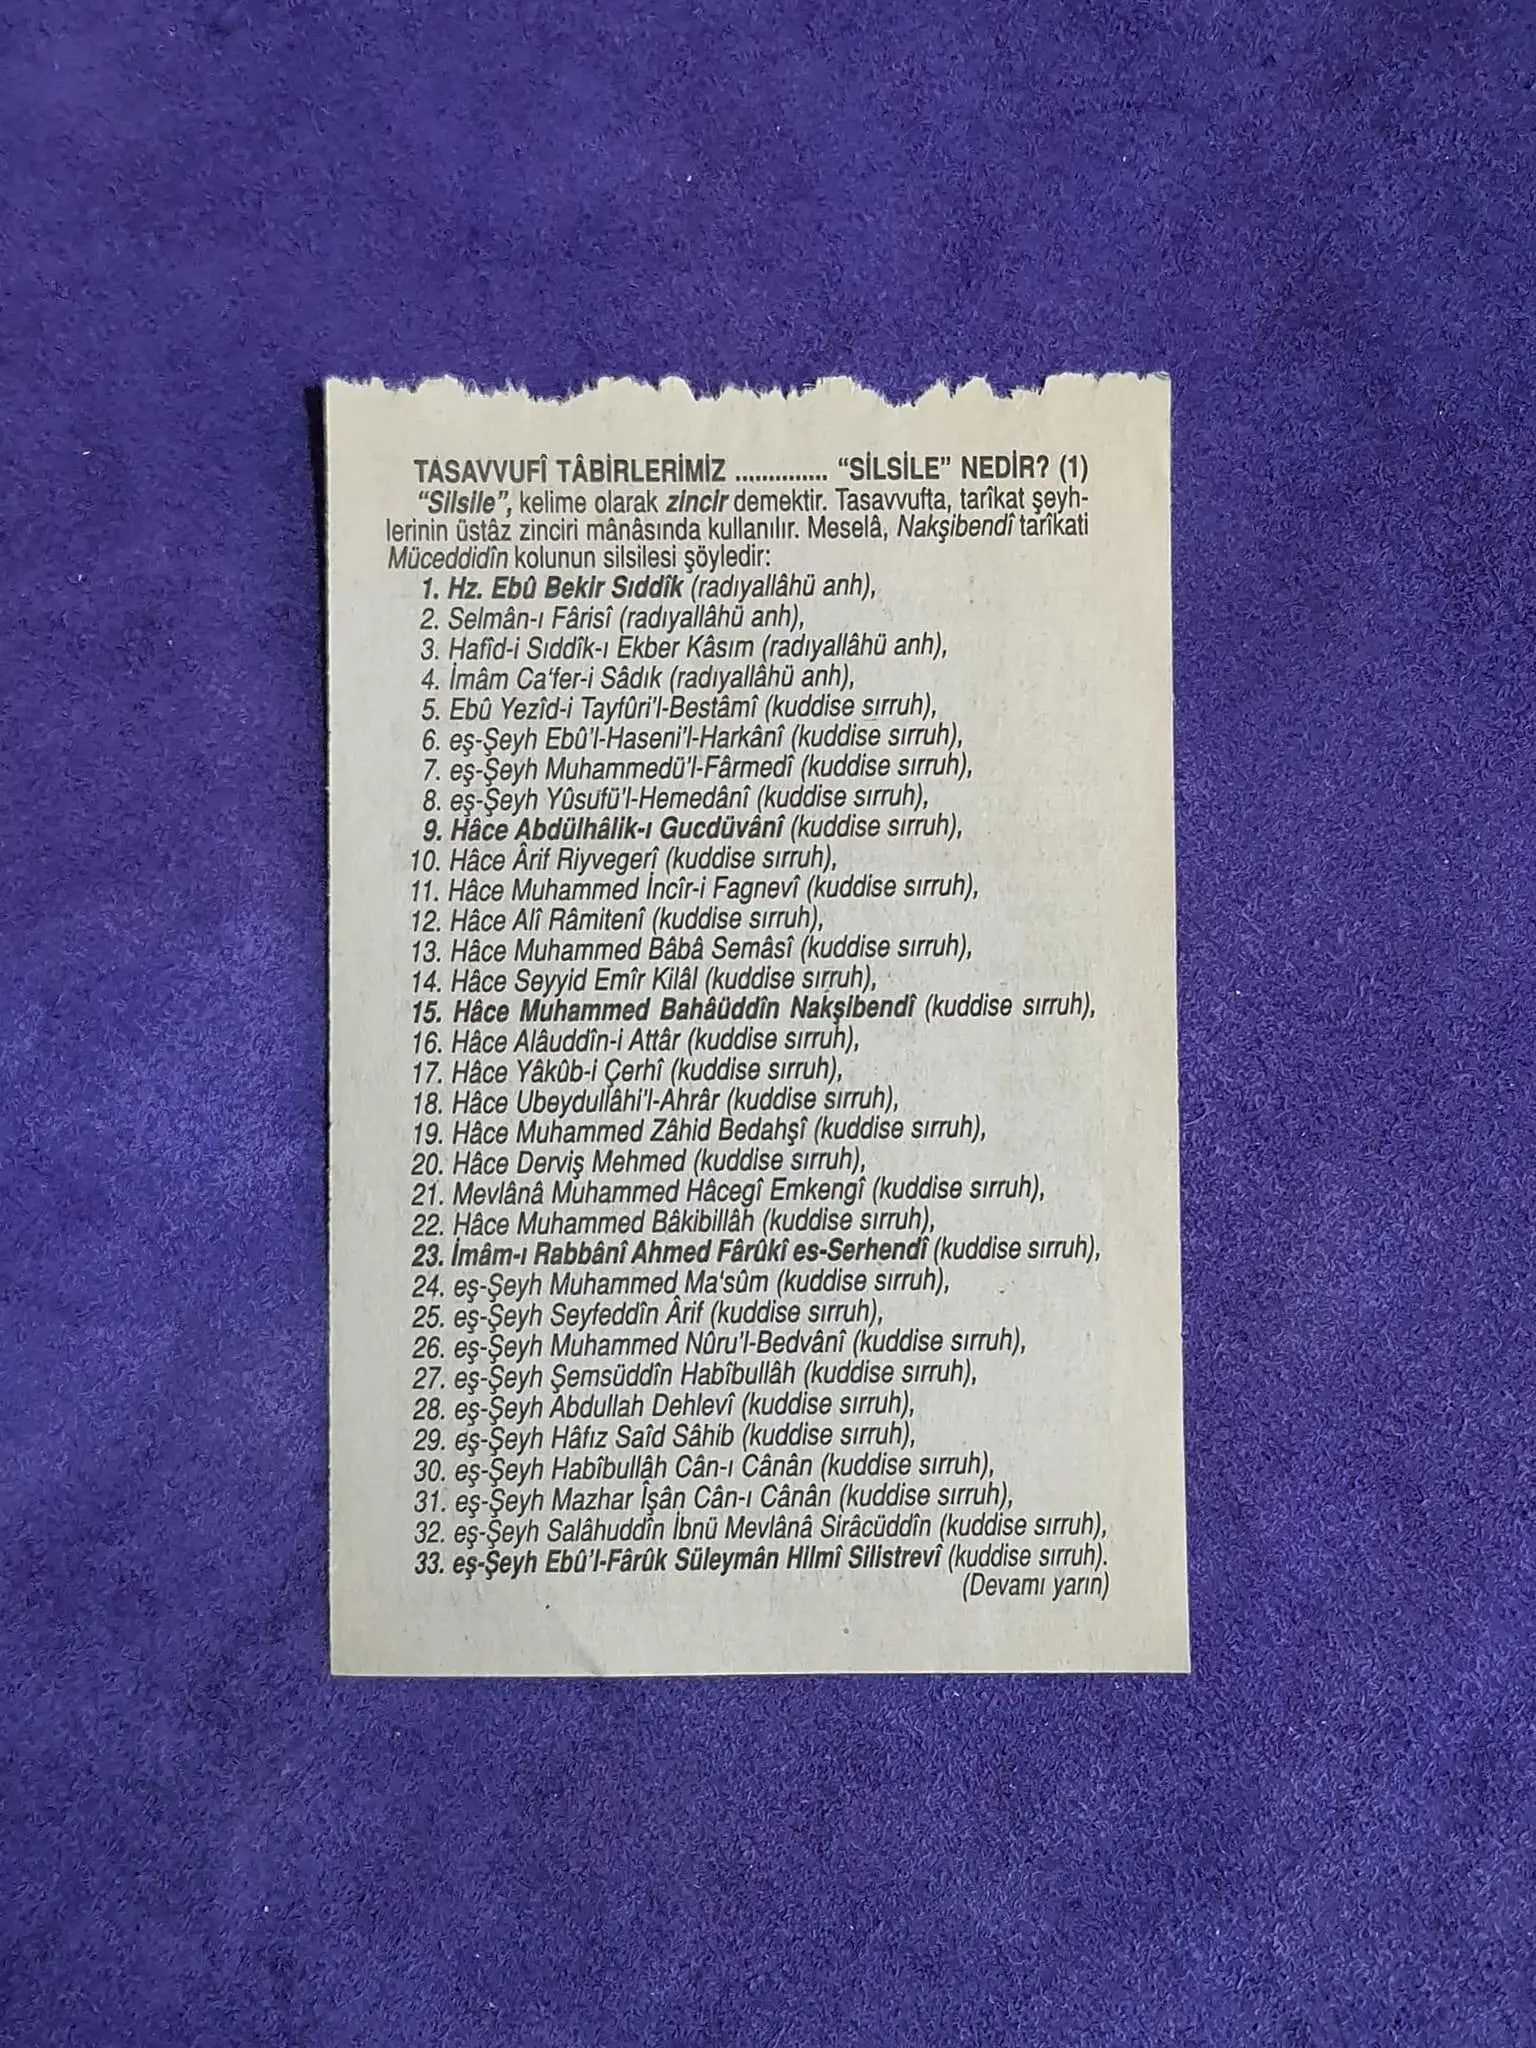 TASAVVUFÎ TÂBİRLERİMİZ .............. “SİLSİLE” NEDİR? (1)
“Silsile”, kelime olarak zincir demektir. Tasavvufta, tarîkat şeyh-
lerinin üstâz zinciri mânâsında kullanılır. Meselâ, Nakşibendî tarîkati
Müceddidîn kolunun silsilesi şöyledir:
1. Hz. Ebû Bekir Sıddîk (radıyallâhü anh),
2. Selmân-ı Fârisî (radıyallâhü anh),
3. Hafîd-i Sıddîk-ı Ekber Kâsım (radıyallâhü anh),
4. İmâm Ca'fer-i Sâdık (radıyallâhü anh),
5. Ebû Yezîd-i Tayfûri'l-Bestâmî (kuddise sırruh),
6. eş-Şeyh Ebû'l-Haseni'l-Harkânî (kuddise sırruh),
7. eş-Şeyh Muhammedü'l-Fârmedî (kuddise sırruh),
8. eş-Şeyh Yûsufü'l-Hemedânî (kuddise sırruh),
9. Hâce Abdülhâlik-ı Gucdüvânî (kuddise sırruh),
10. Hâce Ârif Riyvegerî (kuddise sırruh),
11. Hâce Muhammed İncîr-i Fagnevî (kuddise sırruh),
12. Hâce Alî Râmitenî (kuddise sırruh),
13. Hâce Muhammed Bâbâ Semâsî (kuddise sırruh),
14. Hâce Seyyid Emîr Kilâl (kuddise sırruh),
15. Hâce Muhammed Bahâüddîn Nakşibendî (kuddise sırruh),
16. Hâce Alâuddîn-i Attâr (kuddise sırruh),
17. Hâce Yâkûb-i Çerhî (kuddise sırruh),
18. Hâce Ubeydullâhi'l-Ahrâr (kuddise sırruh),
19. Hâce Muhammed Zâhid Bedahşî (kuddise sırruh),
20. Hâce Derviş Mehmed (kuddise sırruh),
21. Mevlânâ Muhammed Hâcegî Emkengî (kuddise sırruh),
22. Hâce Muhammed Bâkibillâh (kuddise sırruh),
23. İmâm-ı Rabbânî Ahmed Fârûkî es-Serhendî (kuddise sırruh),
24. eş-Şeyh Muhammed Ma'sûm (kuddise sırruh),
25. eş-Şeyh Seyfeddîn Ârif (kuddise sırruh),
26. eş-Şeyh Muhammed Nûru'l-Bedvânî (kuddise sırruh),
27. eş-Şeyh Şemsüddîn Habîbullâh (kuddise sırruh),
28. eş-Şeyh Abdullah Dehlevî (kuddise sırruh),
29. eş-Şeyh Hâfız Saîd Sâhib (kuddise sırruh),
30. eş-Şeyh Habîbullâh Cân-ı Cânân (kuddise sırruh),
31. eş-Şeyh Mazhar Îşân Cân-ı Cânân (kuddise sırruh),
32. eş-Şeyh Salâhuddîn İbnü Mevlânâ Sirâcüddîn (kuddise sırruh),
33. eş-Şeyh Ebû'l-Fârûk Süleymân Hilmî Silistrevî (kuddise sırruh).
(Devamı yarın)